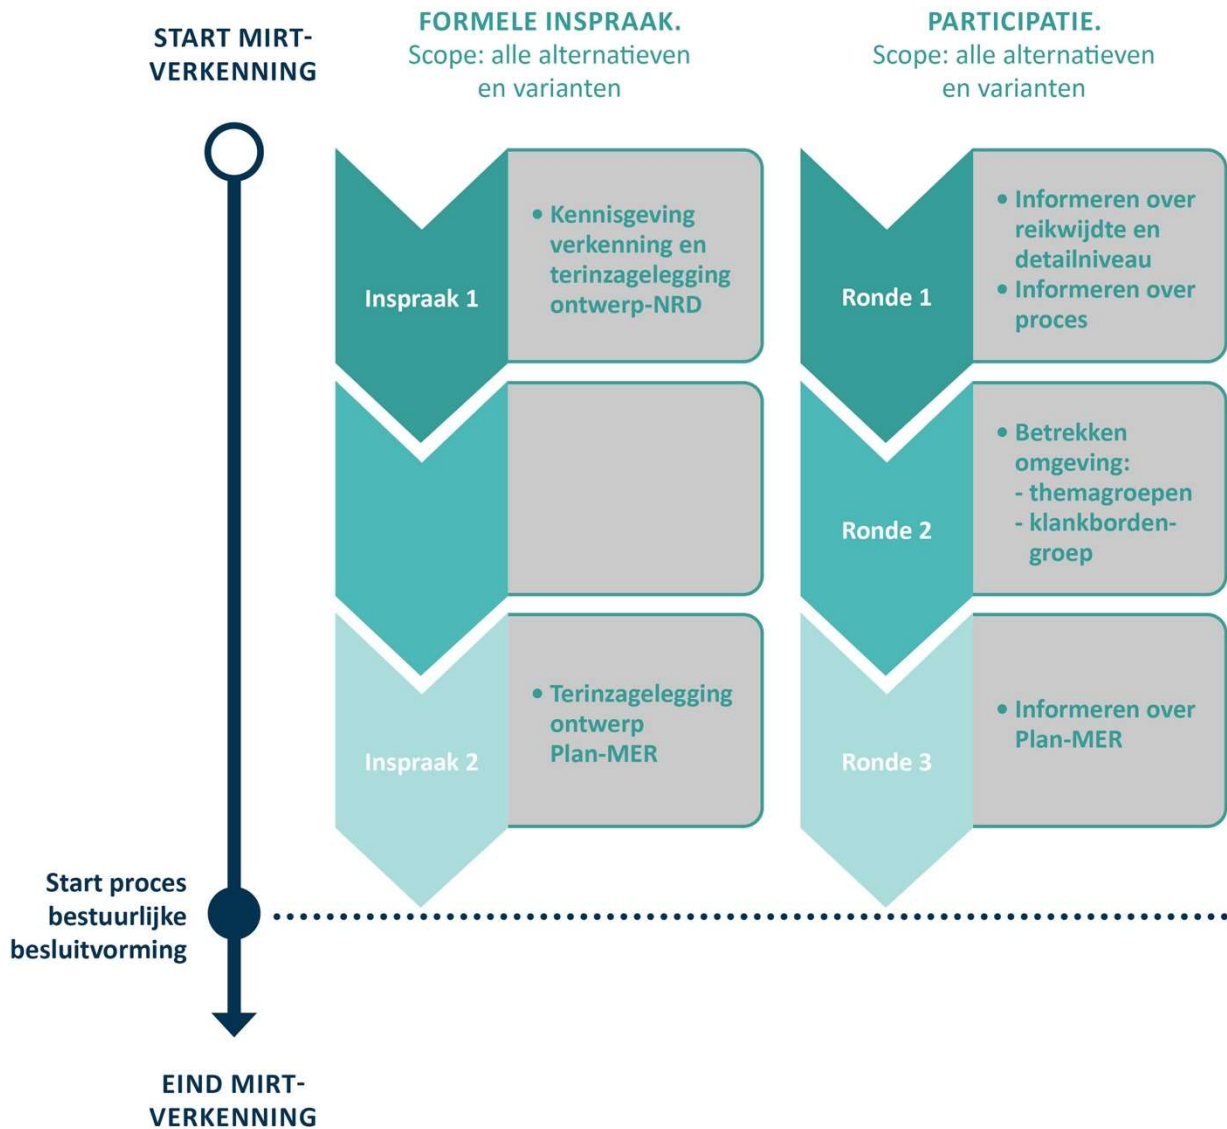 START MIRT-
VERKENNING
FORMELE INSPRAAK.
Scope: alle alternatieven
en varianten
PARTICIPATIE.
Scope: alle alternatieven
en varianten
Inspraak 1
• Kennisgeving
verkenning en
terinzagelegging
ontwerp-NRD
Ronde 1
• Informeren over
reikwijdte en
detailniveau
• Informeren over
proces
Ronde 2
• Betrekken
omgeving:
- themagroepen
- klankborden-
groep
Inspraak 2
• Terinzagelegging
ontwerp
Plan-MER
Ronde 3
• Informeren over
Plan-MER
Start proces
bestuurlijke
besluitvorming
EIND MIRT-
VERKENNING